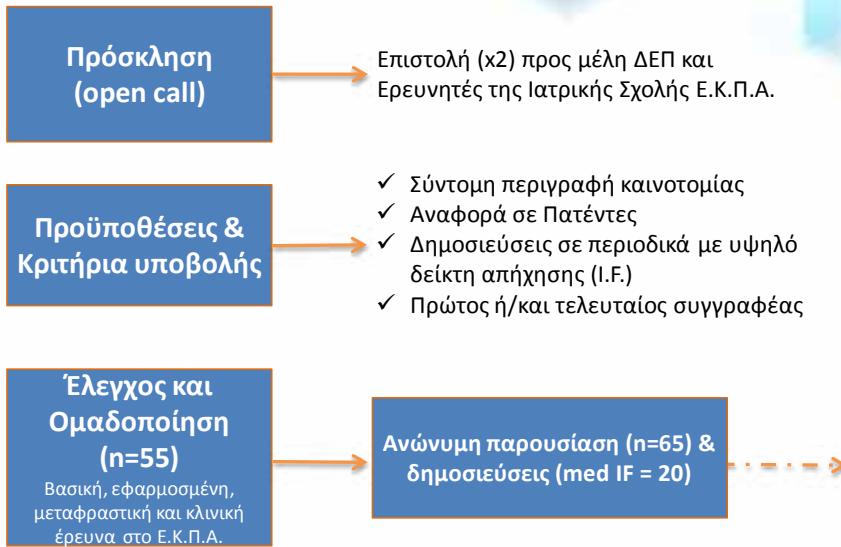 Πρόσκληση
(open call)
Επιστολή (x2) προς μέλη ΔΕΠ και
Ερευνητές της Ιατρικής Σχολής Ε.Κ.Π.Α.
Προϋποθέσεις &
Κριτήρια υποβολής
✓ Σύντομη περιγραφή καινοτομίας
✓ Αναφορά σε Πατέντες
✓ Δημοσιεύσεις σε περιοδικά με υψηλό
δείκτη απήχησης (I.F.)
✓ Πρώτος ή/και τελευταίος συγγραφέας
Έλεγχος και
Ομαδοποίηση
(n=55)
Βασική, εφαρμοσμένη,
μεταφραστική και κλινική
έρευνα στο Ε.Κ.Π.Α.
Ανώνυμη παρουσίαση (n=65) &
δημοσιεύσεις (med IF = 20)